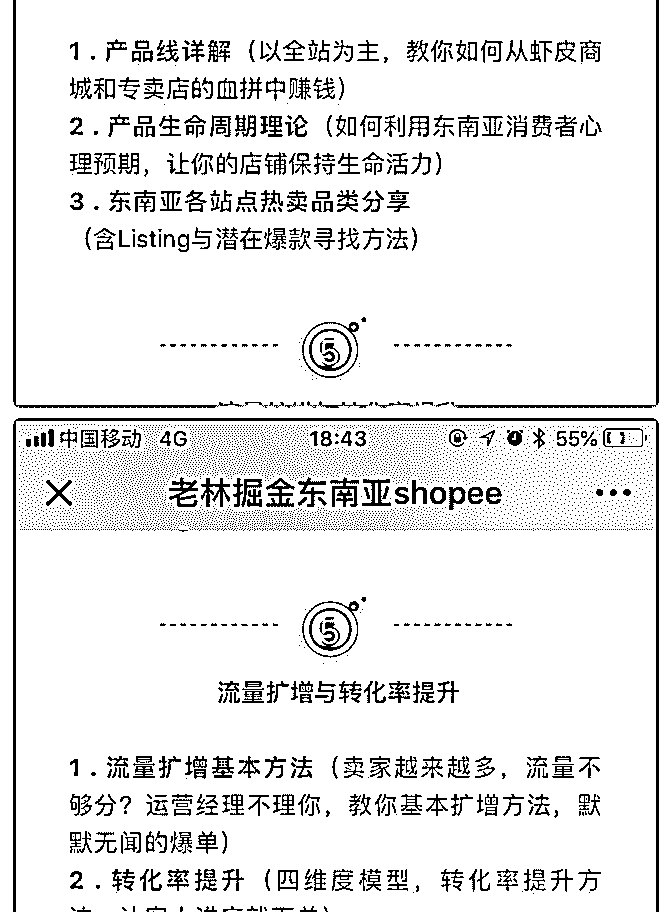 1．产品线详解（以全站为主，教你如何从虾皮商
城和专卖店的血拼中赚钱）
2．产品生命周期理论（如何利用东南亚消费者心
理预期，让你的店铺保持生命活力）
3．东南亚各站点热卖品类分享
（含Listing与潜在爆款寻找方法）
5
中国移动 4G 18:43 55%
老林掘金东南亚shopee
5
流量扩增与转化率提升
1．流量扩增基本方法（卖家越来越多，流量不
够分？运营经理不理你，教你基本扩增方法，默
默无闻的爆单）
2．转化率提升（四维度模型，转化率提升方